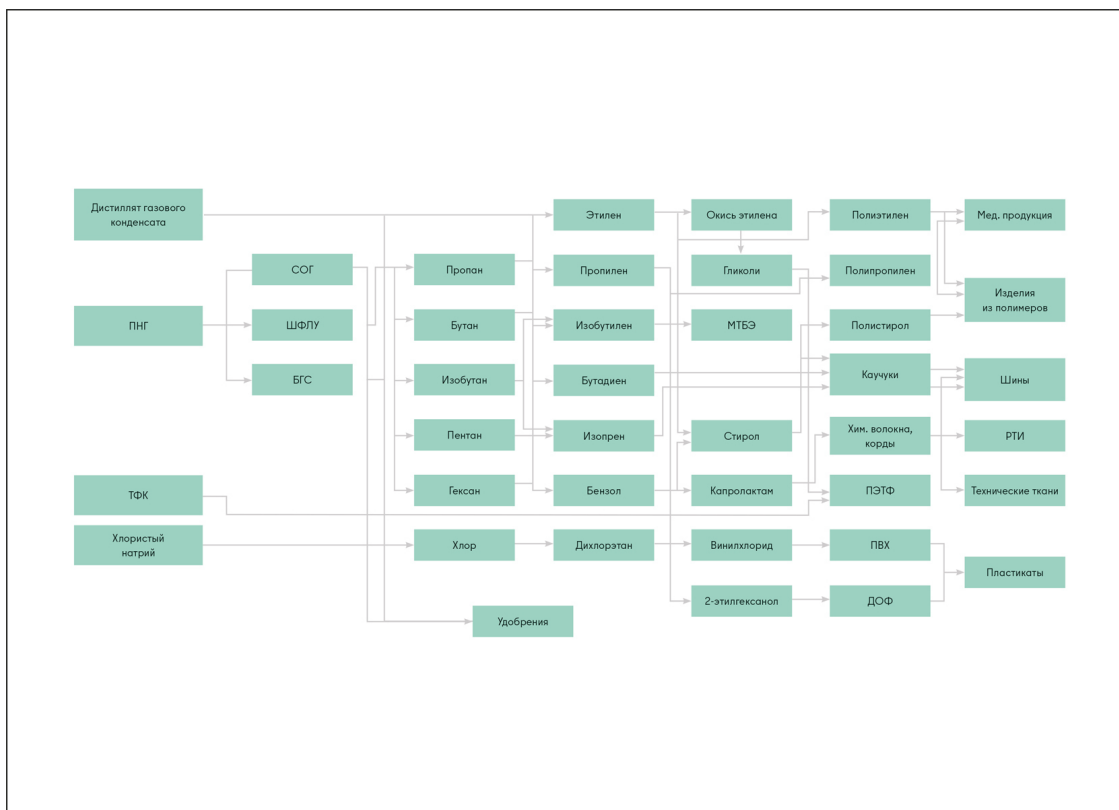 Дистиллят газового
конденсата
Этилен
Окись этилена
Полиэтилен
Мед. продукция
СОГ
Пропан
Пропилен
Гликоли
Полипропилен
Изделия
из полимеров
ПНГ
ШФЛУ
Бутан
Изобутилен
МТБЭ
Полистирол
БГС
Изобутан
Бутадиен
Каучуки
Шины
Пентан
Изопрен
Стирол
Хим. волокна,
корды
РТИ
ТФК
Гексан
Бензол
Капролактам
ПЭТФ
Технические ткани
Хлористый
натрий
Хлор
Дихлорэтан
Винилхлорид
ПВХ
Пластикаты
2-этилгексанол
ДОФ
Удобрения